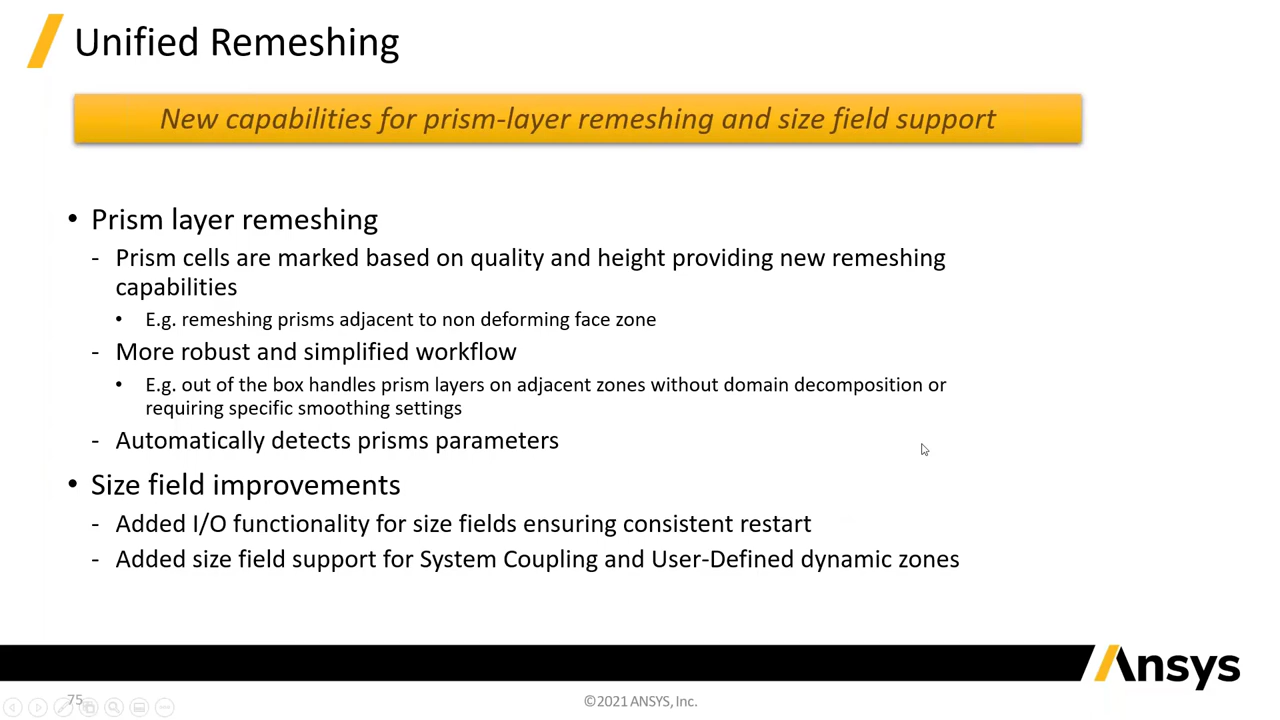 Unified Remeshing
New capabilities for prism-layer remeshing and size field support
• Prism layer remeshing
- Prism cells are marked based on quality and height providing new remeshing
capabilities
• E.g. remeshing prisms adjacent to non deforming face zone
- More robust and simplified workflow
• E.g. out of the box handles prism layers on adjacent zones without domain decomposition or
requiring specific smoothing settings
- Automatically detects prisms parameters
• Size field improvements
- Added I/O functionality for size fields ensuring consistent restart
- Added size field support for System Coupling and User-Defined dynamic zones
Ansys
75
©2021 ANSYS, Inc.